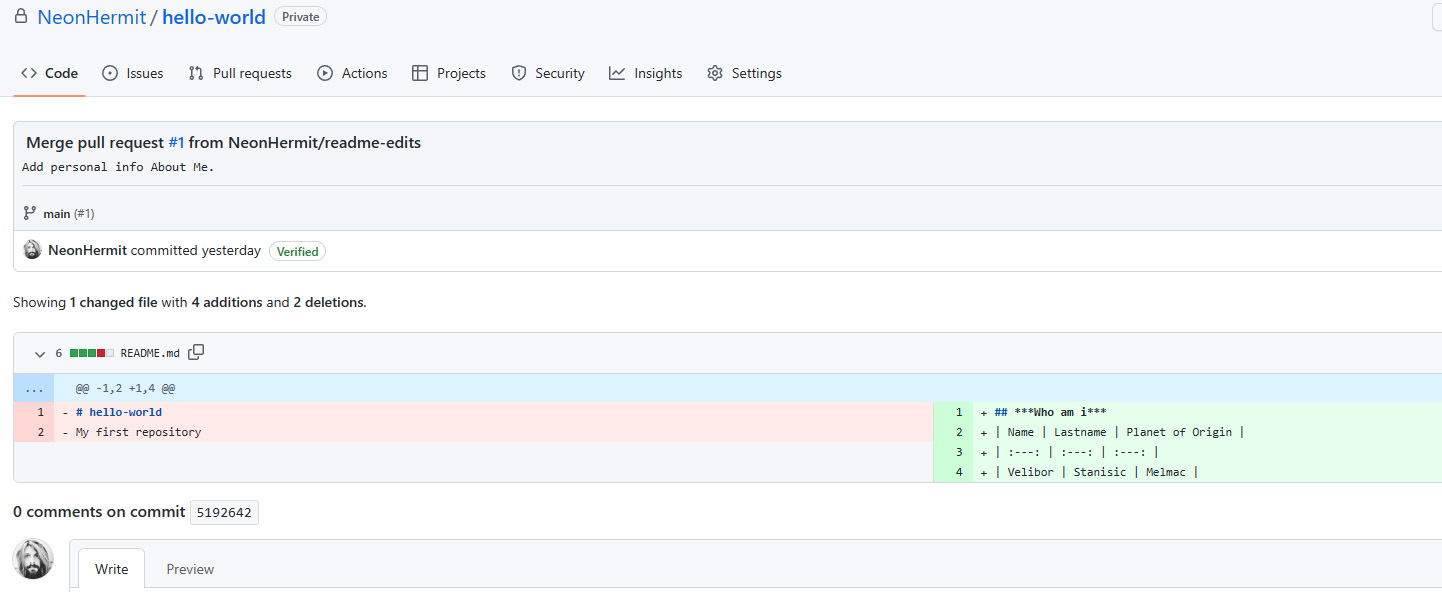 NeonHermit / hello-world Private
Code Issues Pull requests Actions Projects Security Insights Settings
Merge pull request #1 from NeonHermit/readme-edits
Add personal info About Me.
main (#1)
NeonHermit committed yesterday Verified
Showing 1 changed file with 4 additions and 2 deletions.
6 README.md
... @@ -1,2 +1,4 @@
1 - # hello-world
2 - My first repository
1 + ## ***Who am i***
2 + | Name | Lastname | Planet of Origin |
3 + | :---: | :---: | :---: |
4 + | Velibor | Stanisic | Melmac |
0 comments on commit 5192642
Write Preview